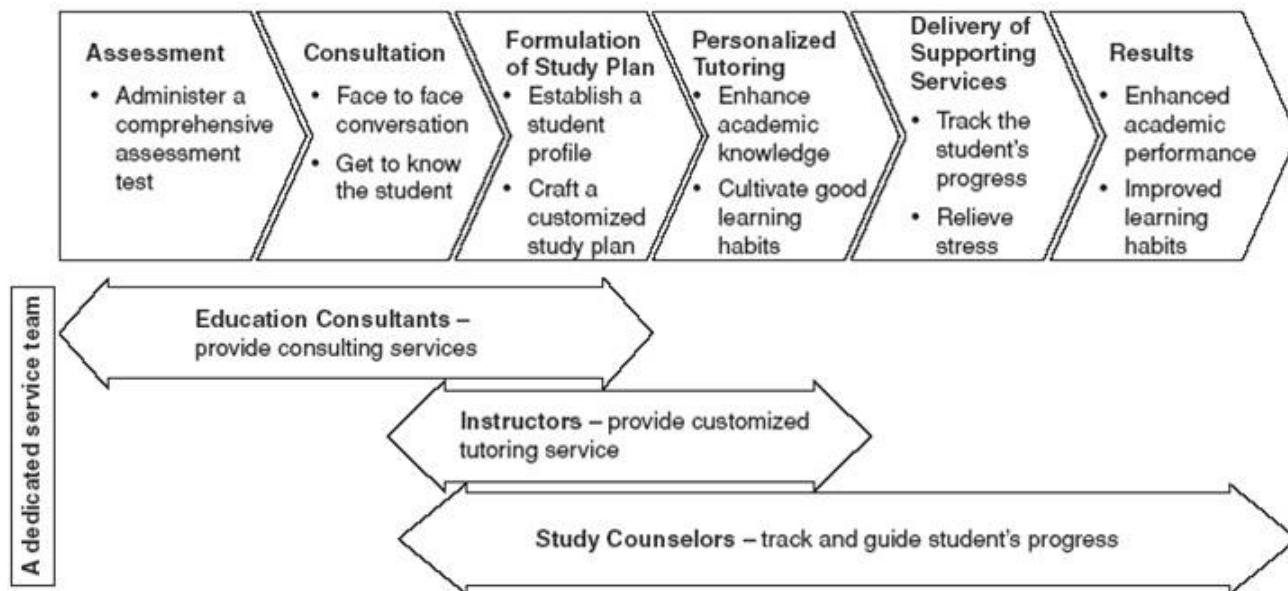 Assessment
• Administer a
comprehensive
assessment
test
Consultation
• Face to face
conversation
• Get to know
the student
Formulation
of Study Plan
• Establish a
student
profile
• Craft a
customized
study plan
Personalized
Tutoring
• Enhance
academic
knowledge
• Cultivate good
learning
habits
Delivery of
Supporting
Services
• Track the
student's
progress
• Relieve
stress
Results
• Enhanced
academic
performance
• Improved
learning
habits
A dedicated service team
Education Consultants –
provide consulting services
Instructors – provide customized
tutoring service
Study Counselors – track and guide student's progress